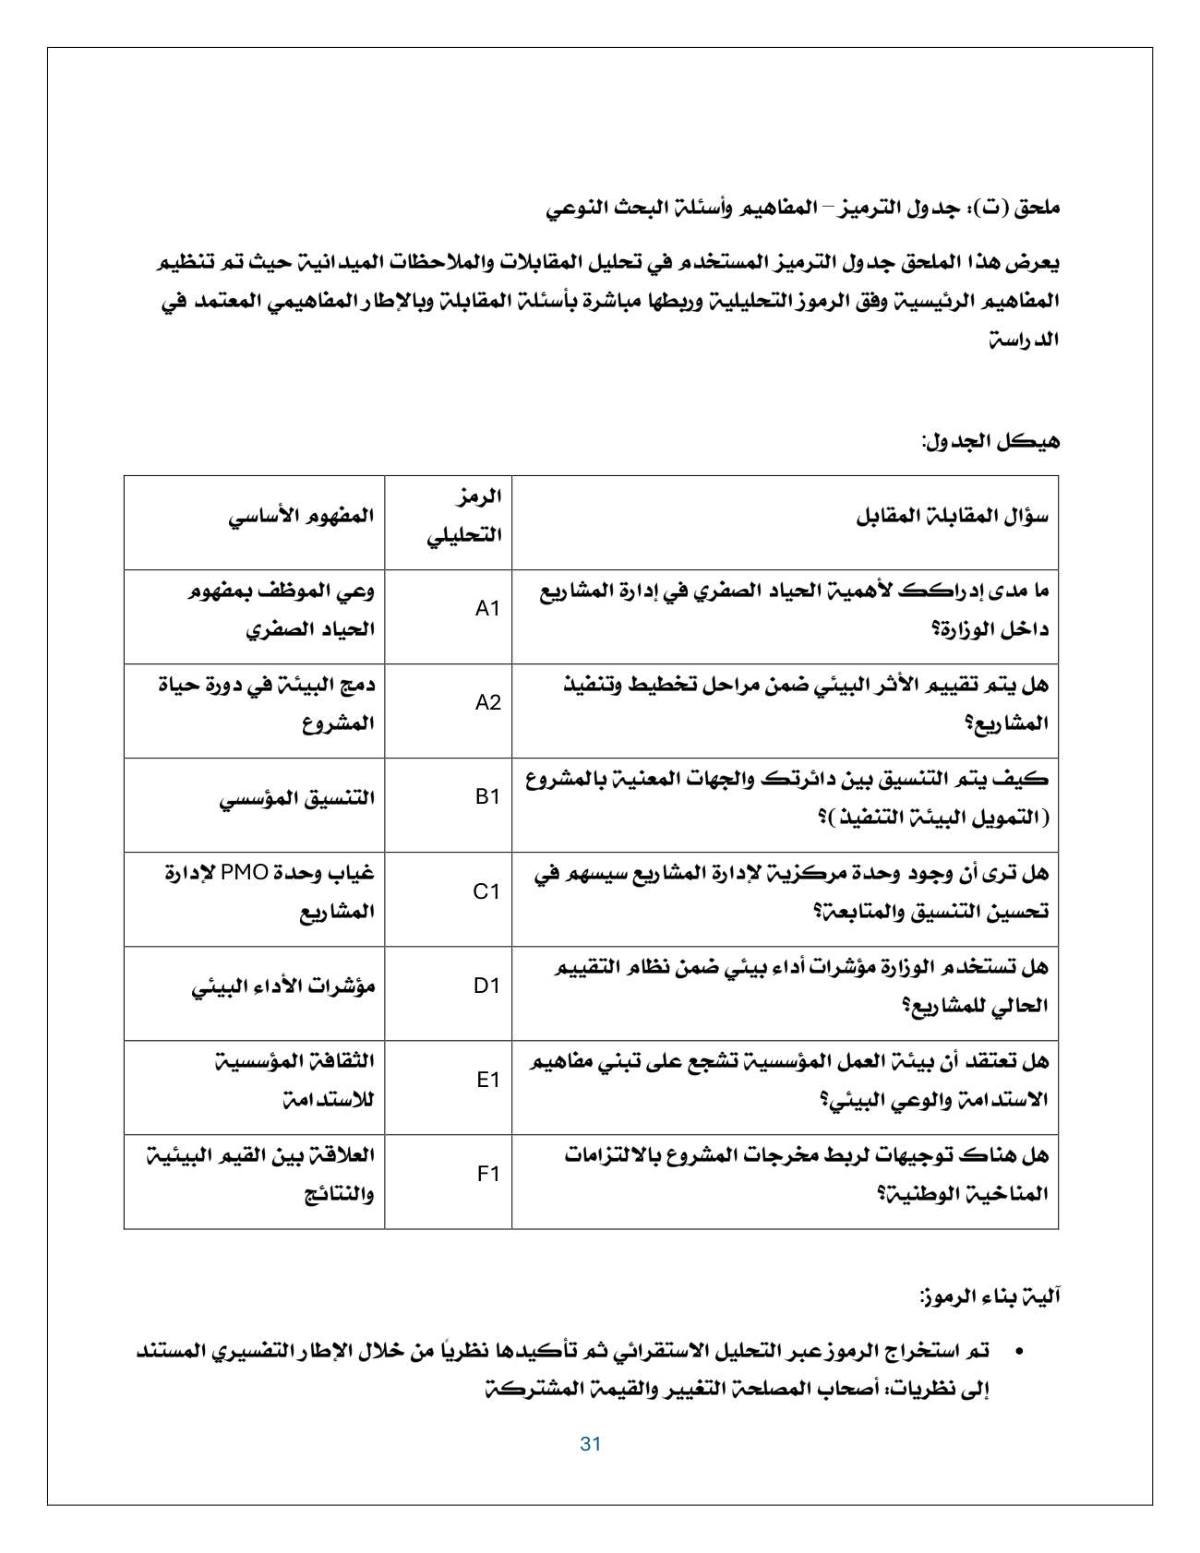 ملحق (ت): جدول الترميز – المفاهيم وأسئلة البحث النوعي
يعرض هذا الملحق جدول الترميز المستخدم في تحليل المقابلات والملاحظات الميدانية حيث تم تنظيم
المفاهيم الرئيسية وفق الرموز التحليلية وربطها مباشرة بأسئلة المقابلة وبالإطار المفاهيمي المعتمد في
الدراسة
هيكل الجدول:
سؤال المقابلة المقابل
الرمز
التحليلي
المفهوم الأساسي
ما مدى إدراكك لأهمية الحياد الصفري في إدارة المشاريع
داخل الوزارة؟
A1
وعي الموظف بمفهوم
الحياد الصفري
هل يتم تقييم الأثر البيئي ضمن مراحل تخطيط وتنفيذ
المشاريع؟
A2
دمج البيئة في دورة حياة
المشروع
كيف يتم التنسيق بين دائرتك والجهات المعنية بالمشروع
(التمويل البيئة التنفيذ)؟
B1
التنسيق المؤسسي
هل ترى أن وجود وحدة مركزية لإدارة المشاريع سيسهم في
تحسين التنسيق والمتابعة؟
C1
غياب وحدة PMO لإدارة
المشاريع
هل تستخدم الوزارة مؤشرات أداء بيئي ضمن نظام التقييم
الحالي للمشاريع؟
D1
مؤشرات الأداء البيئي
هل تعتقد أن بيئة العمل المؤسسية تشجع على تبني مفاهيم
الاستدامة والوعي البيئي؟
E1
الثقافة المؤسسية
للاستدامة
هل هناك توجيهات لربط مخرجات المشروع بالالتزامات
المناخية الوطنية؟
F1
العلاقة بين القيم البيئية
والنتائج
آلية بناء الرموز:
• تم استخراج الرموز عبر التحليل الاستقرائي ثم تأكيدها نظرياً من خلال الإطار التفسيري المستند
إلى نظريات: أصحاب المصلحة التغيير والقيمة المشتركة
31